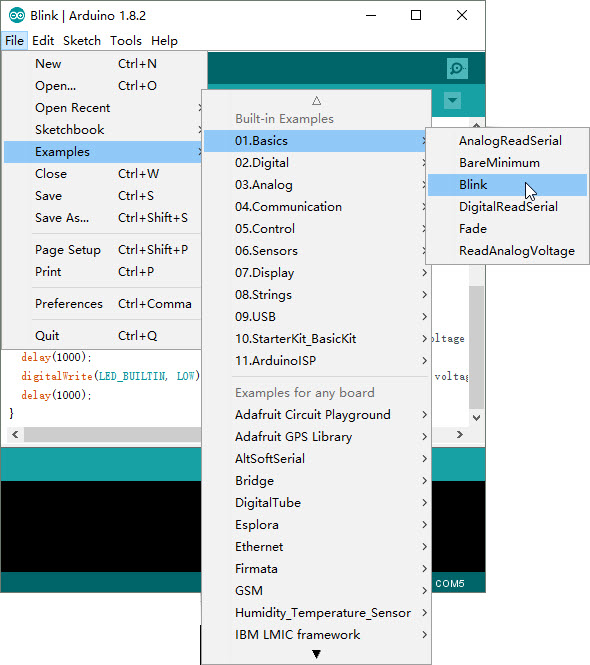 Blink | Arduino 1.8.2
File Edit Sketch Tools Help
New Ctrl+N
Open... Ctrl+O
Open Recent
Sketchbook
Examples
Close Ctrl+W
Save Ctrl+S
Save As... Ctrl+Shift+S
Page Setup Ctrl+Shift+P
Print Ctrl+P
Preferences Ctrl+Comma
Quit Ctrl+Q
Built-in Examples
01.Basics
02.Digital
03.Analog
04.Communication
05.Control
06.Sensors
07.Display
08.Strings
09.USB
10.StarterKit_BasicKit
11.ArduinoISP
Examples for any board
Adafruit Circuit Playground
Adafruit GPS Library
AltSoftSerial
Bridge
DigitalTube
Esplora
Ethernet
Firmata
GSM
Humidity_Temperature_Sensor
IBM LMIC framework
AnalogReadSerial
BareMinimum
Blink
DigitalReadSerial
Fade
ReadAnalogVoltage
voltage
delay(1000);
digitalWrite(LED_BUILTIN, LOW) voltag
delay(1000);
}
COM5